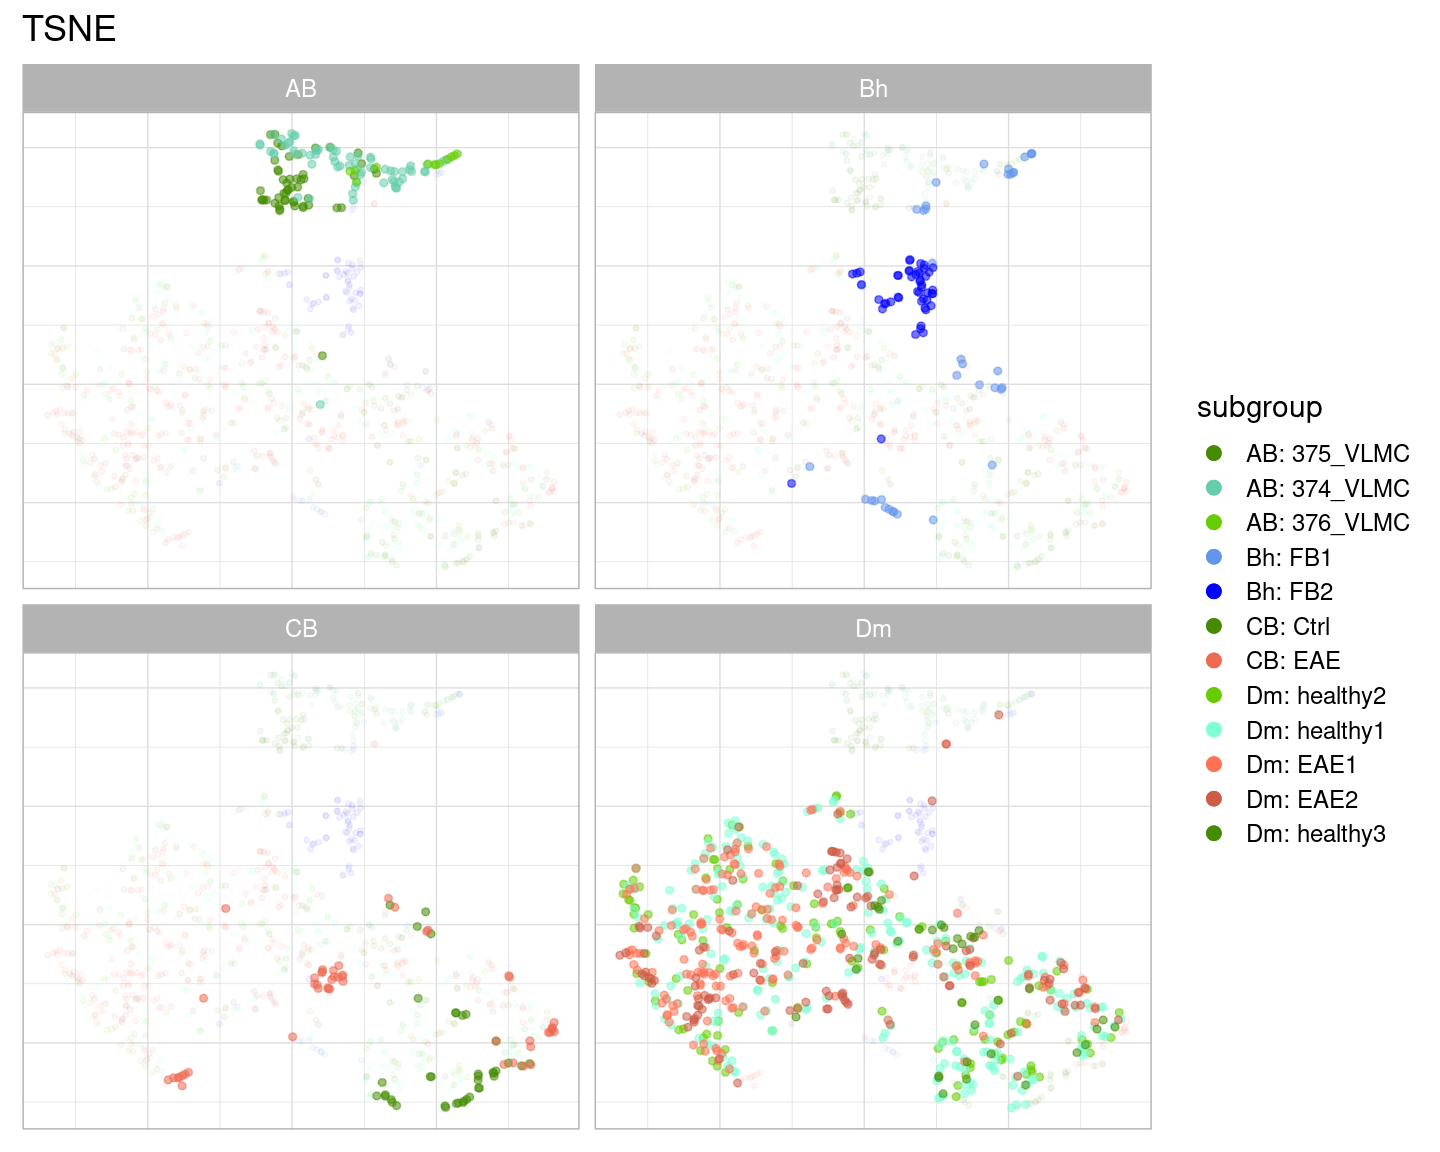 TSNE
AB
Bh
CB
Dm
subgroup
AB: 375_VLMC
AB: 374_VLMC
AB: 376_VLMC
Bh: FB1
Bh: FB2
CB: Ctrl
CB: EAE
Dm: healthy2
Dm: healthy1
Dm: EAE1
Dm: EAE2
Dm: healthy3